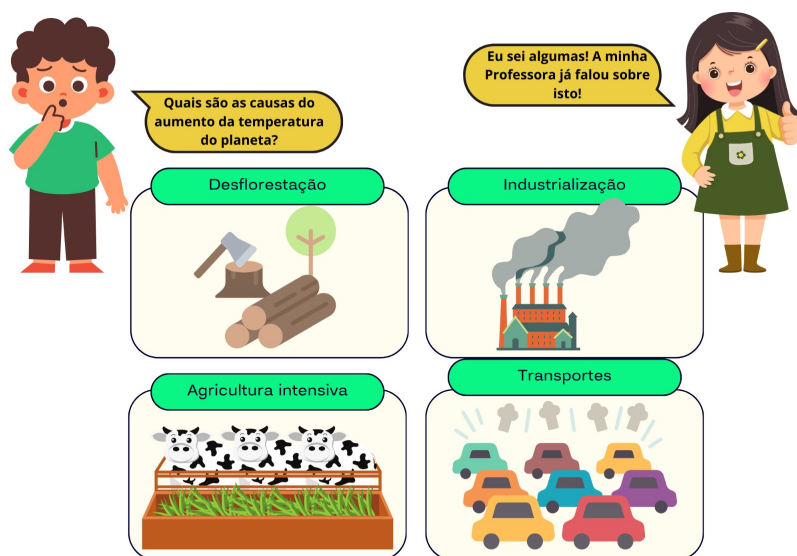 Quais são as causas do
aumento da temperatura
do planeta?
Eu sei algumas! A minha
Professora já falou sobre
isto!
Desflorestação
Industrialização
Agricultura intensiva
Transportes